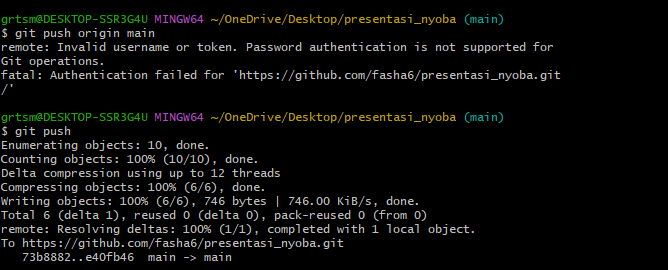 grtsm@DESKTOP-SSR3G4U MINGW64 ~/OneDrive/Desktop/presentasi_nyoba (main)
$ git push origin main
remote: Invalid username or token. Password authentication is not supported for
Git operations.
fatal: Authentication failed for 'https://github.com/fasha6/presentasi_nyoba.git
/'
grtsm@DESKTOP-SSR3G4U MINGW64 ~/OneDrive/Desktop/presentasi_nyoba (main)
$ git push
Enumerating objects: 10, done.
Counting objects: 100% (10/10), done.
Delta compression using up to 12 threads
Compressing objects: 100% (6/6), done.
Writing objects: 100% (6/6), 746 bytes | 746.00 KiB/s, done.
Total 6 (delta 1), reused 0 (delta 0), pack-reused 0 (from 0)
remote: Resolving deltas: 100% (1/1), completed with 1 local object.
To https://github.com/fasha6/presentasi_nyoba.git
   73b8882..e40fb46  main -> main